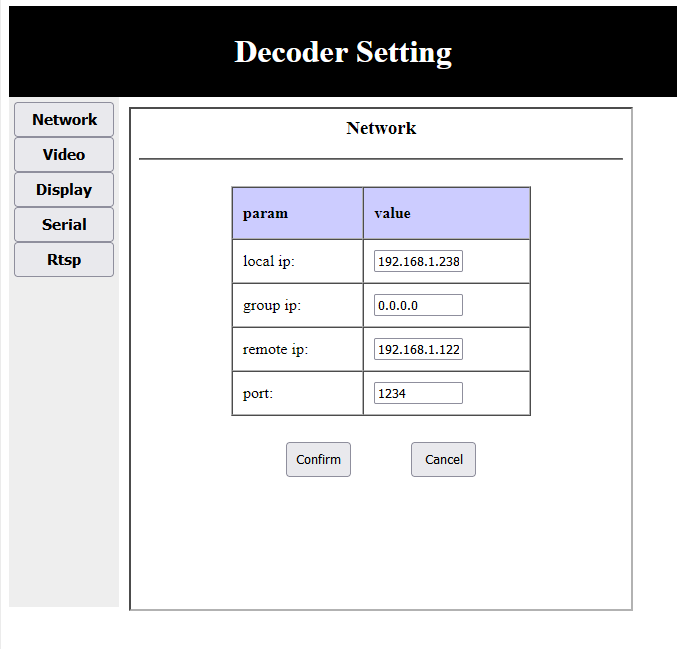 Decoder Setting
Network
Video
Display
Serial
Rtsp
Network
param value
local ip: 192.168.1.238
group ip: 0.0.0.0
remote ip: 192.168.1.122
port: 1234
Confirm Cancel